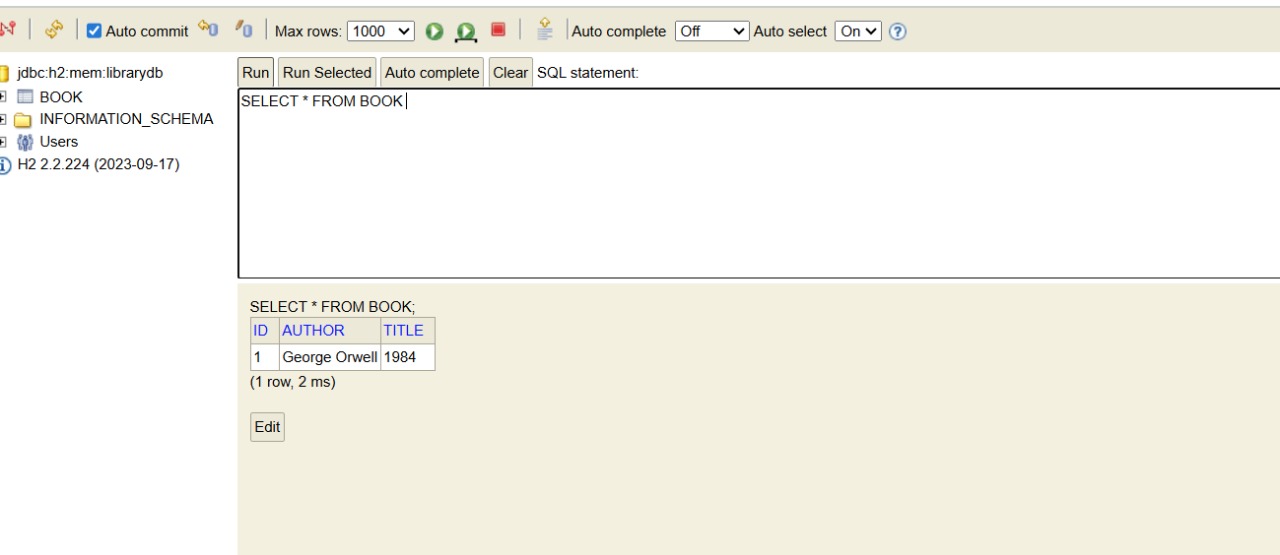 Auto commit Max rows: 1000 Auto complete Off Auto select On ?
jdbc:h2:mem:librarydb
BOOK
INFORMATION_SCHEMA
Users
H2 2.2.224 (2023-09-17)
Run Run Selected Auto complete Clear SQL statement:
SELECT * FROM BOOK
SELECT * FROM BOOK;
ID AUTHOR TITLE
1 George Orwell 1984
(1 row, 2 ms)
Edit